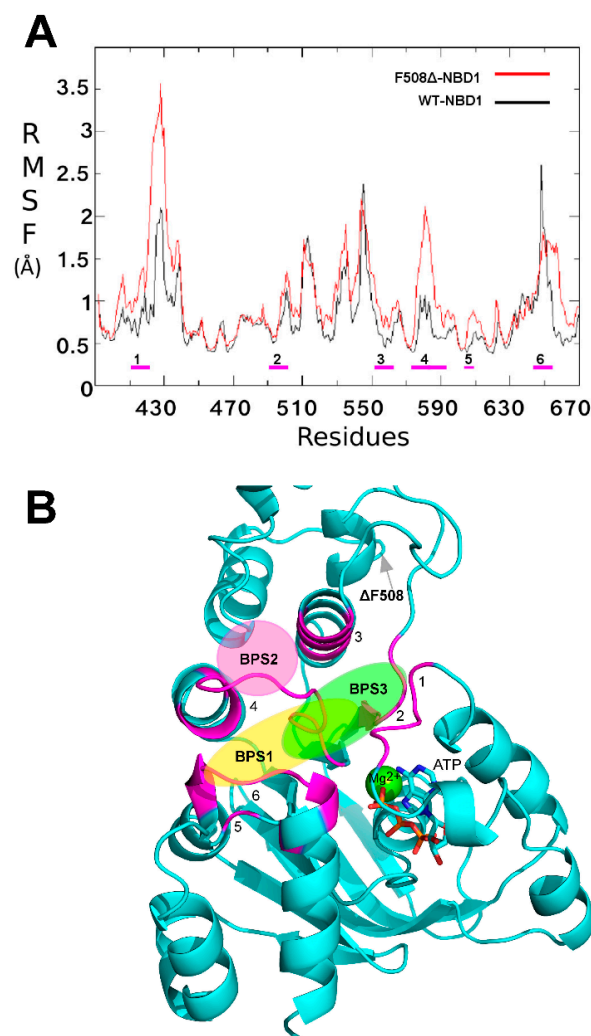 A
F508Δ-NBD1
WT-NBD1
RMSF
(Å)
3.5
3
2.5
2
1.5
1
0.5
1
2
3
4
5
6
430
470
510
550
590
630
670
Residues
B
ΔF508
3
BPS2
1
BPS3
4
2
BPS1
ATP
Mg2+
6
5